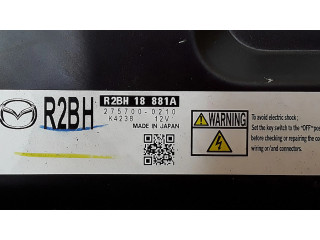 R2BH
R2BH 18 881A
275700-0210
K423B 12V
MADE IN JAPAN
WARNING
To avoid electric shock;
Set the key switch to the "OFF" pos
before checking or repairing the co
wiring or/and connectors.